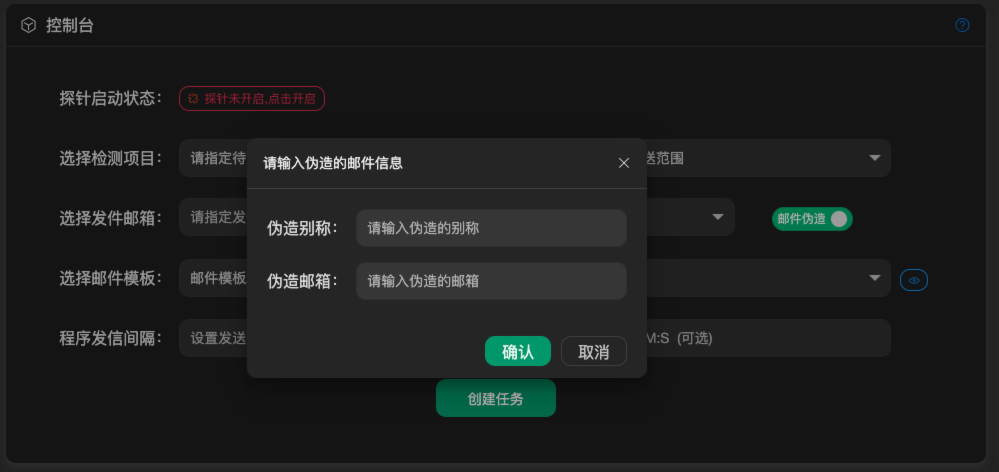 控制台
探针启动状态：
探针未开启,点击开启
选择检测项目：
请指定待
送范围
选择发件邮箱：
请指定发
邮件伪造
选择邮件模板：
邮件模板
程序发信间隔：
设置发送
M:S (可选)
请输入伪造的邮件信息
伪造别称：
请输入伪造的别称
伪造邮箱：
请输入伪造的邮箱
确认
取消
创建任务